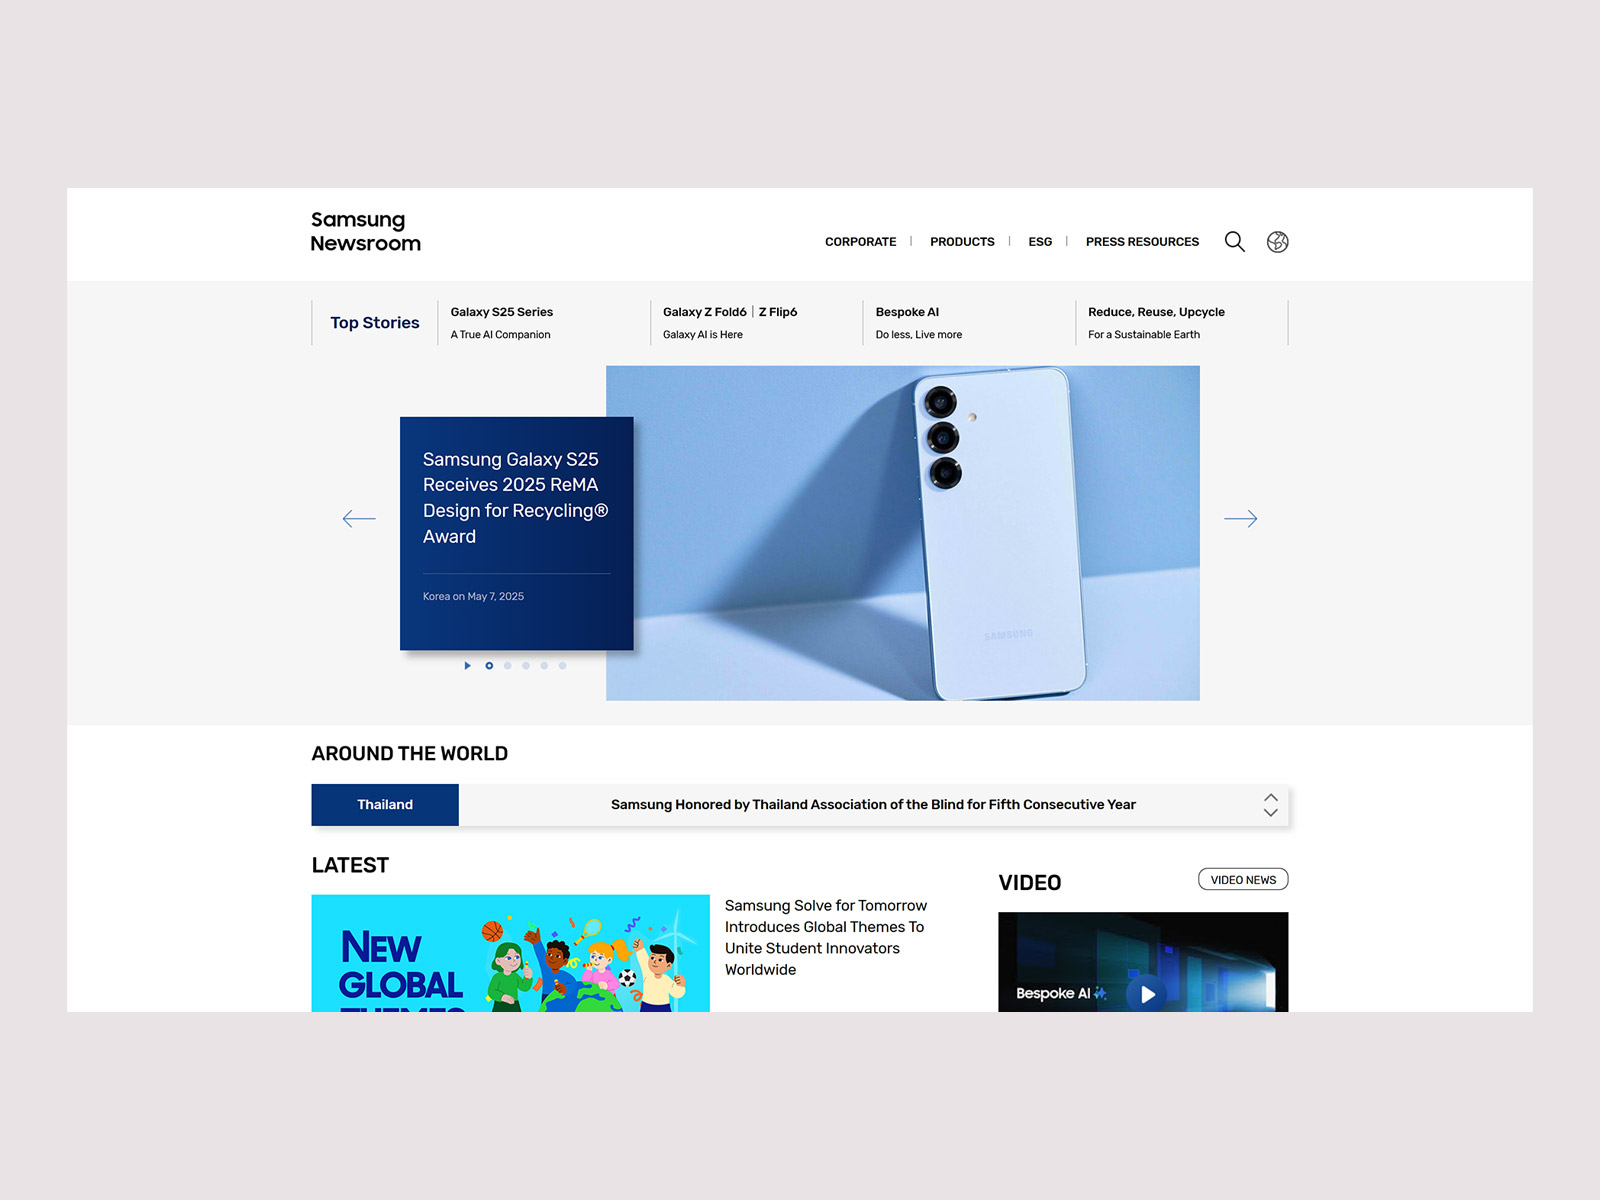 Samsung
Newsroom
CORPORATE
PRODUCTS
ESG
PRESS RESOURCES
Top Stories
Galaxy S25 Series
A True AI Companion
Galaxy Z Fold6 | Z Flip6
Galaxy AI is Here
Bespoke AI
Do less, Live more
Reduce, Reuse, Upcycle
For a Sustainable Earth
Samsung Galaxy S25
Receives 2025 ReMA
Design for Recycling®
Award
Korea on May 7, 2025
SAMSUNG
AROUND THE WORLD
Thailand
Samsung Honored by Thailand Association of the Blind for Fifth Consecutive Year
LATEST
NEW
GLOBAL
THEMES
Samsung Solve for Tomorrow
Introduces Global Themes To
Unite Student Innovators
Worldwide
VIDEO
VIDEO NEWS
Bespoke AI